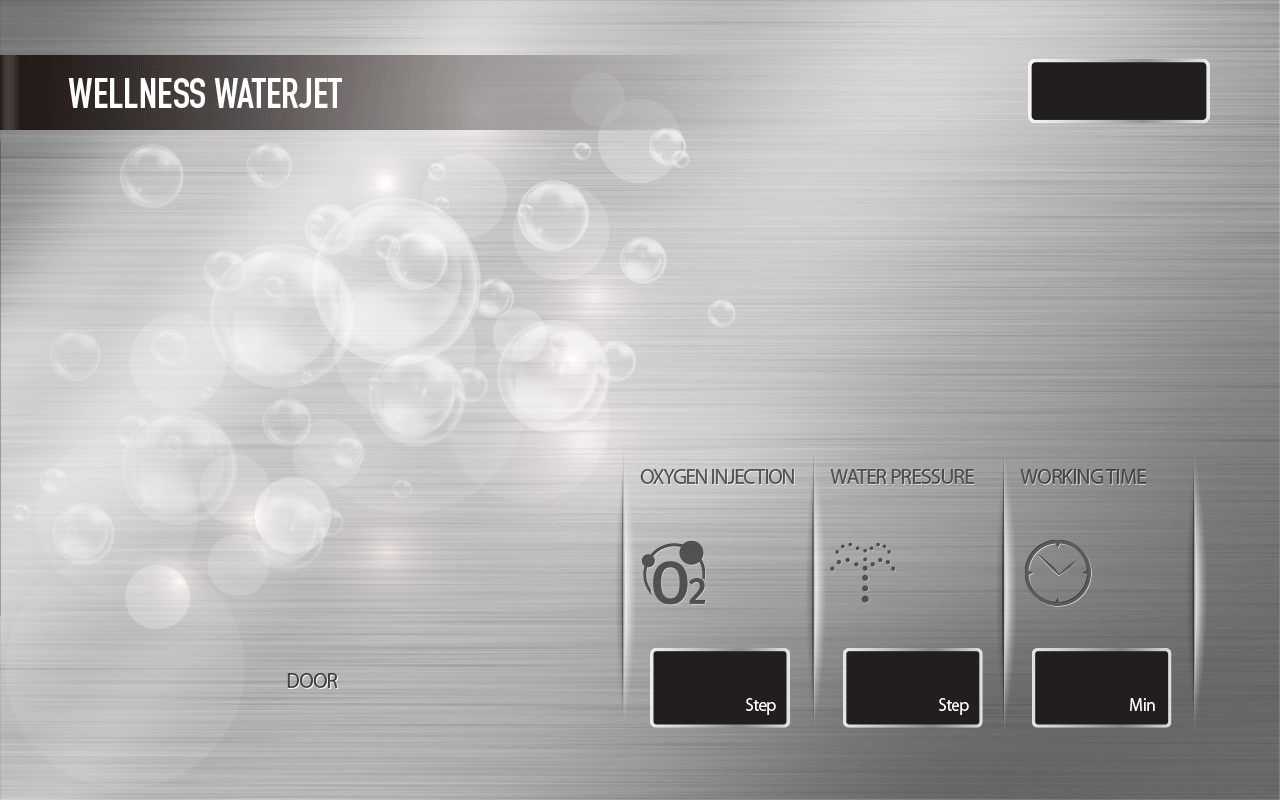 WELLNESS WATERJET
OXYGEN INJECTION
WATER PRESSURE
WORKING TIME
O2
DOOR
Step
Step
Min